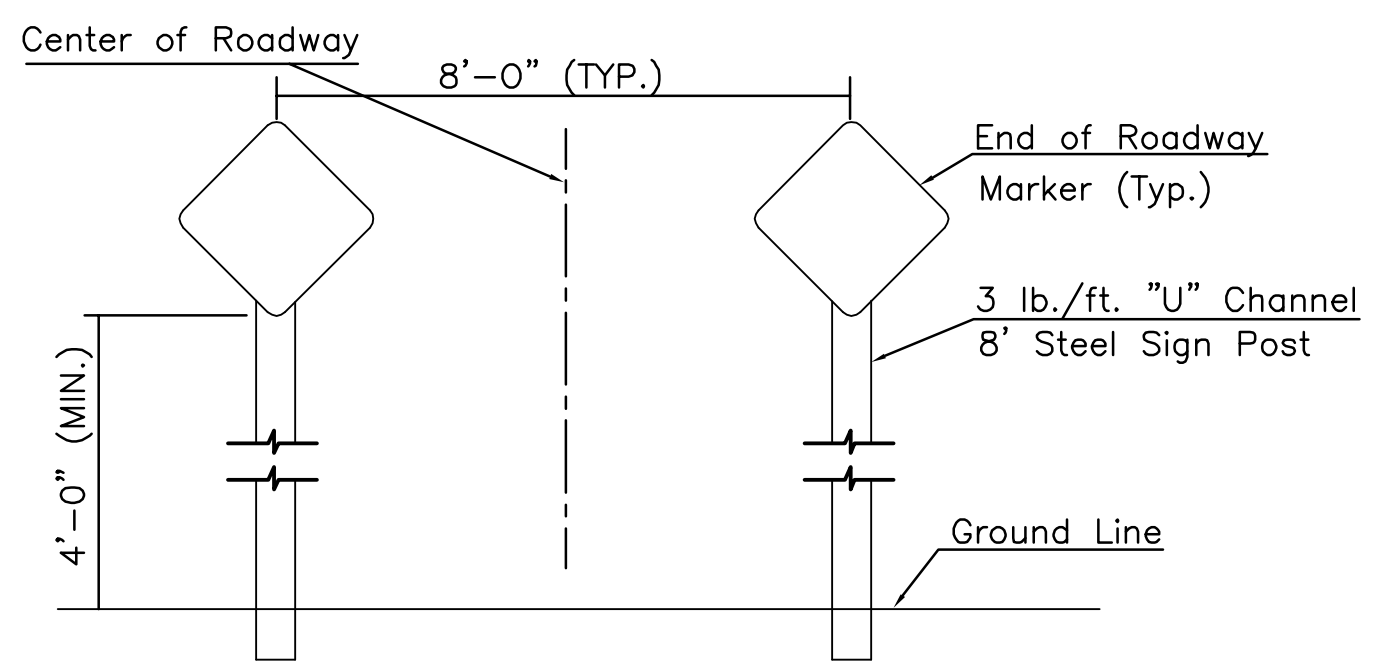 Center of Roadway
8'-0" (TYP.)
End of Roadway
Marker (Typ.)
3 lb./ft. "U" Channel
8' Steel Sign Post
4'-0" (MIN.)
Ground Line